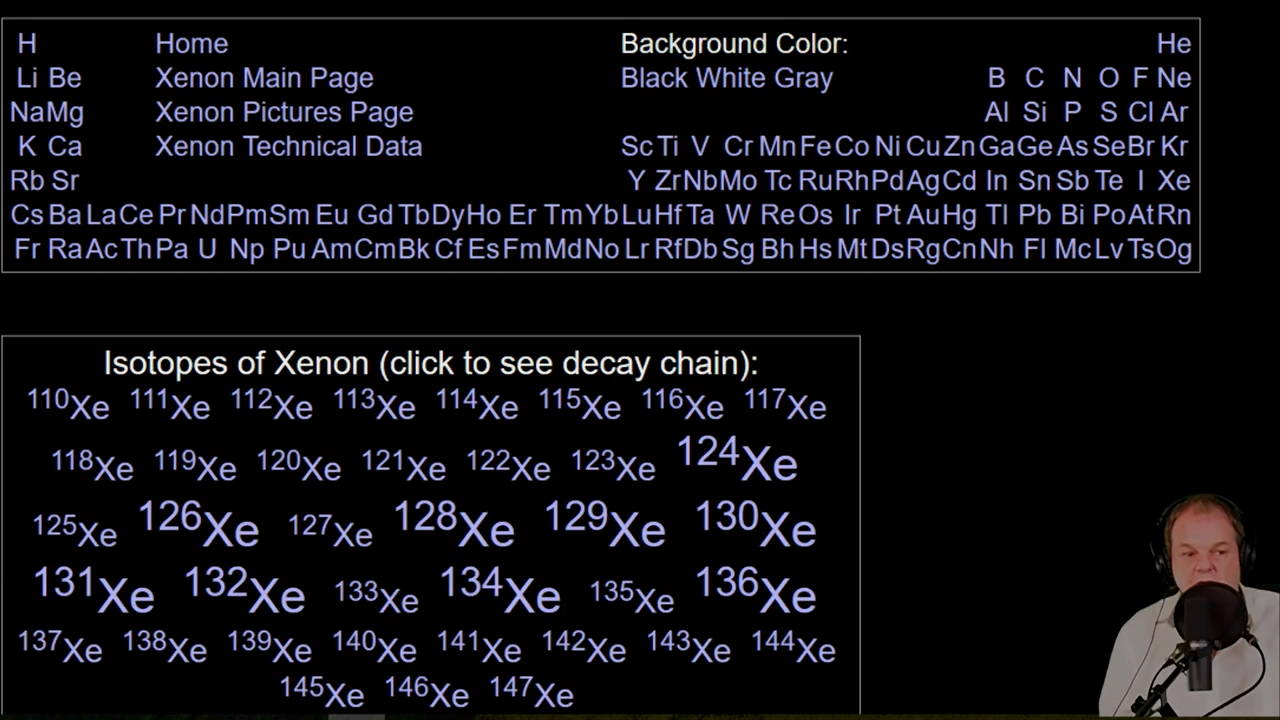 H Home Background Color: He
Li Be Xenon Main Page Black White Gray B C N O F Ne
Na Mg Xenon Pictures Page Al Si P S Cl Ar
K Ca Xenon Technical Data Sc Ti V Cr Mn Fe Co Ni Cu Zn Ga Ge As Se Br Kr
Rb Sr Y Zr Nb Mo Tc Ru Rh Pd Ag Cd In Sn Sb Te I Xe
Cs Ba La Ce Pr Nd Pm Sm Eu Gd Tb Dy Ho Er Tm Yb Lu Hf Ta W Re Os Ir Pt Au Hg Tl Pb Bi Po At Rn
Fr Ra Ac Th Pa U Np Pu Am Cm Bk Cf Es Fm Md No Lr Rf Db Sg Bh Hs Mt Ds Rg Cn Nh Fl Mc Lv Ts Og
Isotopes of Xenon (click to see decay chain):
¹¹⁰Xe ¹¹¹Xe ¹¹²Xe ¹¹³Xe ¹¹⁴Xe ¹¹⁵Xe ¹¹⁶Xe ¹¹⁷Xe
¹¹⁸Xe ¹¹⁹Xe ¹²⁰Xe ¹²¹Xe ¹²²Xe ¹²³Xe ¹²⁴Xe
¹²⁵Xe ¹²⁶Xe ¹²⁷Xe ¹²⁸Xe ¹²⁹Xe ¹³⁰Xe
¹³¹Xe ¹³²Xe ¹³³Xe ¹³⁴Xe ¹³⁵Xe ¹³⁶Xe
¹³⁷Xe ¹³⁸Xe ¹³⁹Xe ¹⁴⁰Xe ¹⁴¹Xe ¹⁴²Xe ¹⁴³Xe ¹⁴⁴Xe
¹⁴⁵Xe ¹⁴⁶Xe ¹⁴⁷Xe